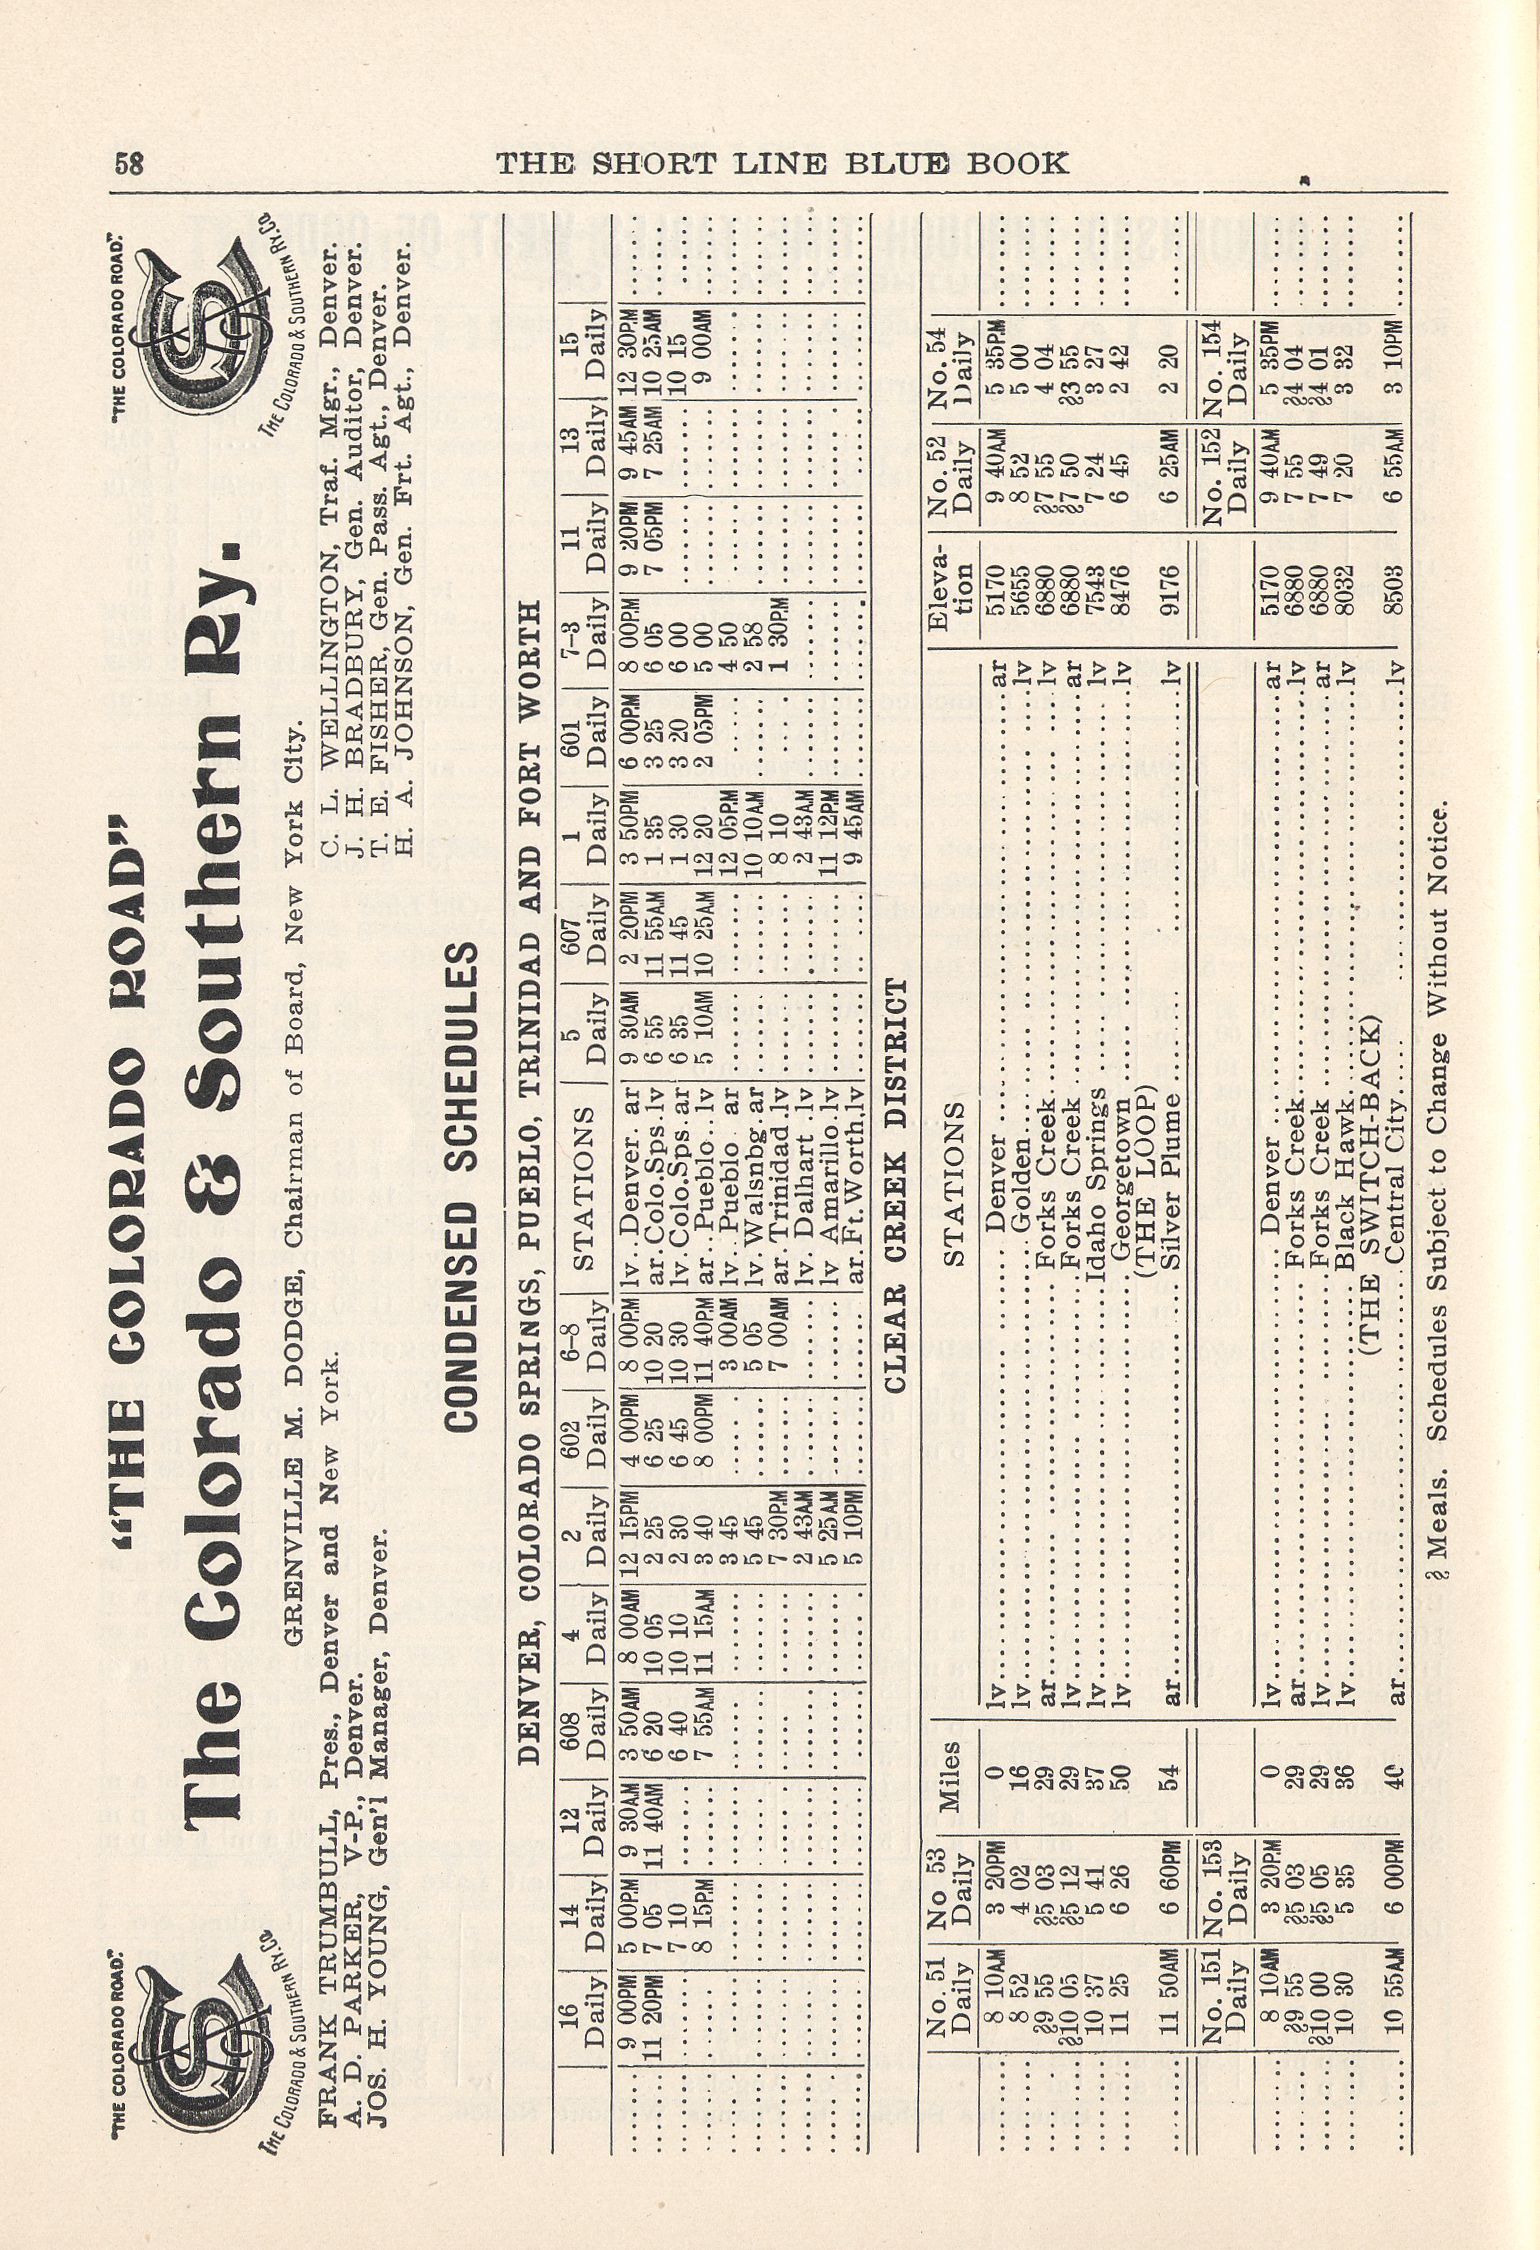 58
THE SHORT LINE BLUE BOOK
"THE COLORADO ROAD"
"THE COLORADO ROAD."
THE COLORADO & SOUTHERN RY. CO
"THE COLORADO ROAD."
THE COLORADO & SOUTHERN RY. CO
The Colorado & Southern Ry.
GRENVILLE M. DODGE, Chairman of Board, New York City.
FRANK TRUMBULL, Pres., Denver and New York.
A. D. PARKER, V-P., Denver.
JOS. H. YOUNG, Gen'l Manager, Denver.
C. L. WELLINGTON, Traf. Mgr., Denver.
J. H. BRADBURY, Gen. Auditor, Denver.
T. E. FISHER, Gen. Pass. Agt., Denver.
H. A. JOHNSON, Gen. Frt. Agt., Denver.
CONDENSED SCHEDULES
DENVER, COLORADO SPRINGS, PUEBLO, TRINIDAD AND FORT WORTH
16 14 12 608 4 2 602 6–8 STATIONS 5 607 1 601 7–3 11 13 15
Daily Daily Daily Daily Daily Daily Daily Daily Daily Daily Daily Daily Daily Daily Daily Daily
9 00PM 5 00PM 9 30AM 3 50AM 8 00AM 12 15PM 4 00PM 8 00PM lv..Denver. ar 9 30AM 2 20PM 3 50PM 6 00PM 8 00PM 9 20PM 9 45AM 12 30PM
11 20PM 7 05 11 40AM 6 20 10 05 2 25 6 25 10 20 ar.Colo.Sps.lv 6 55 11 55AM 1 35 3 25 6 05 7 05PM 7 25AM 10 25AM
7 10 6 40 10 10 2 30 6 45 10 30 lv.Colo.Sps.ar 6 35 11 45 1 30 3 20 6 00 10 15
8 15PM 7 55AM 11 15AM 3 40 8 00PM 11 40PM ar..Pueblo..lv 5 10AM 10 25AM 12 20 2 05PM 5 00 9 00AM
3 45 3 00AM lv..Pueblo ar 12 05PM 4 50
5 45 5 05 lv.Walsnbg.ar 10 10AM 2 58
7 30PM 7 00AM ar.Trinidad.lv 8 10 1 30PM
2 43AM lv.Dalhart.lv 2 43AM
5 25AM lv Amarillo.lv 11 12PM
5 10PM ar.Ft.Worth.lv 9 45AM
CLEAR CREEK DISTRICT
No. 51 No 53 Miles STATIONS Eleva- No. 52 No. 54
Daily Daily tion Daily Daily
8 10AM 3 20PM 0 lv Denver ar 5170 9 40AM 5 35PM
8 52 4 02 16 lv Golden lv 5655 8 52 5 00
§9 55 §5 03 29 ar Forks Creek lv 6880 §7 55 4 04
§10 05 §5 12 29 lv Forks Creek ar 6880 §7 50 §3 55
10 37 5 41 37 lv Idaho Springs lv 7543 7 24 3 27
11 25 6 26 50 lv Georgetown lv 8476 6 45 2 42
(THE LOOP)
11 50AM 6 60PM 54 ar Silver Plume lv 9176 6 25AM 2 20
No. 151 No. 153 No. 152 No. 154
Daily Daily Daily Daily
8 10AM 3 20PM 0 lv Denver ar 5170 9 40AM 5 35PM
§9 55 §5 03 29 ar Forks Creek lv 6880 7 55 §4 04
§10 00 §5 05 29 lv Forks Creek ar 6880 7 49 §4 01
10 30 5 35 36 lv Black Hawk lv 8032 7 20 3 32
(THE SWITCH-BACK)
10 55AM 6 00PM 40 ar Central City lv 8503 6 55AM 3 10PM
§ Meals. Schedules Subject to Change Without Notice.